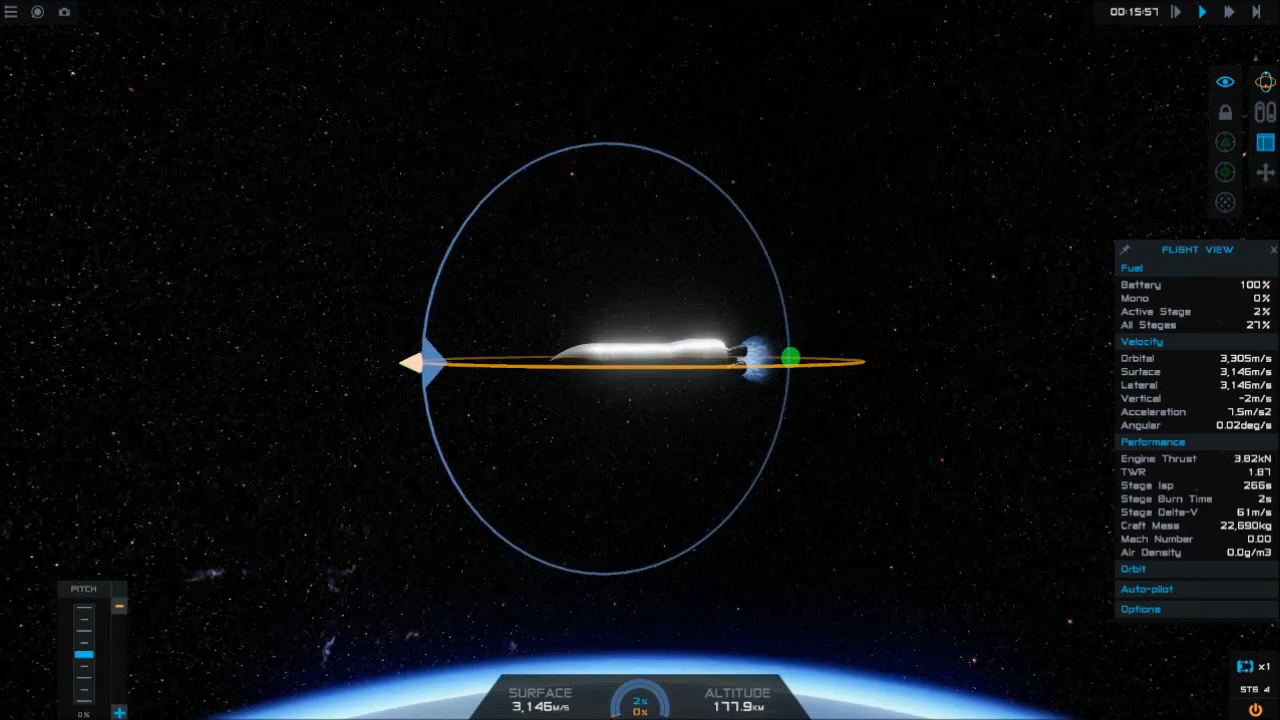 00:15:57
FLIGHT VIEW
Fuel
Battery 100%
Mono 0%
Active Stage 2%
All Stages 27%
Velocity
Orbital 3,305m/s
Surface 3,146m/s
Lateral 3,146m/s
Vertical -2m/s
Acceleration 7.5m/s2
Angular 0.02deg/s
Performance
Engine Thrust 3.82kN
TWR 1.87
Stage Isp 266s
Stage Burn Time 2s
Stage Delta-V 61m/s
Craft Mass 22,690kg
Mach Number 0.00
Air Density 0.0g/m3
Orbit
Auto-pilot
Options
PITCH
0%
SURFACE
3,146M/S
2%
0%
ALTITUDE
177.9KM
x1
STG 4